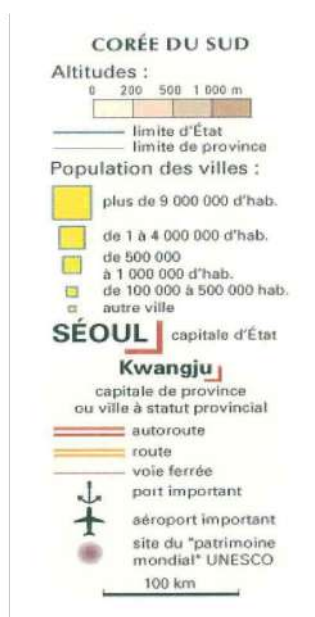 CORÉE DU SUD
Altitudes :
0 200 500 1 000 m
limite d'État
limite de province
Population des villes :
plus de 9 000 000 d'hab.
de 1 à 4 000 000 d'hab.
de 500 000
à 1 000 000 d'hab.
de 100 000 à 500 000 hab.
autre ville
SÉOUL capitale d'État
Kwangju
capitale de province
ou ville à statut provincial
autoroute
route
voie ferrée
port important
aéroport important
site du "patrimoine
mondial" UNESCO
100 km